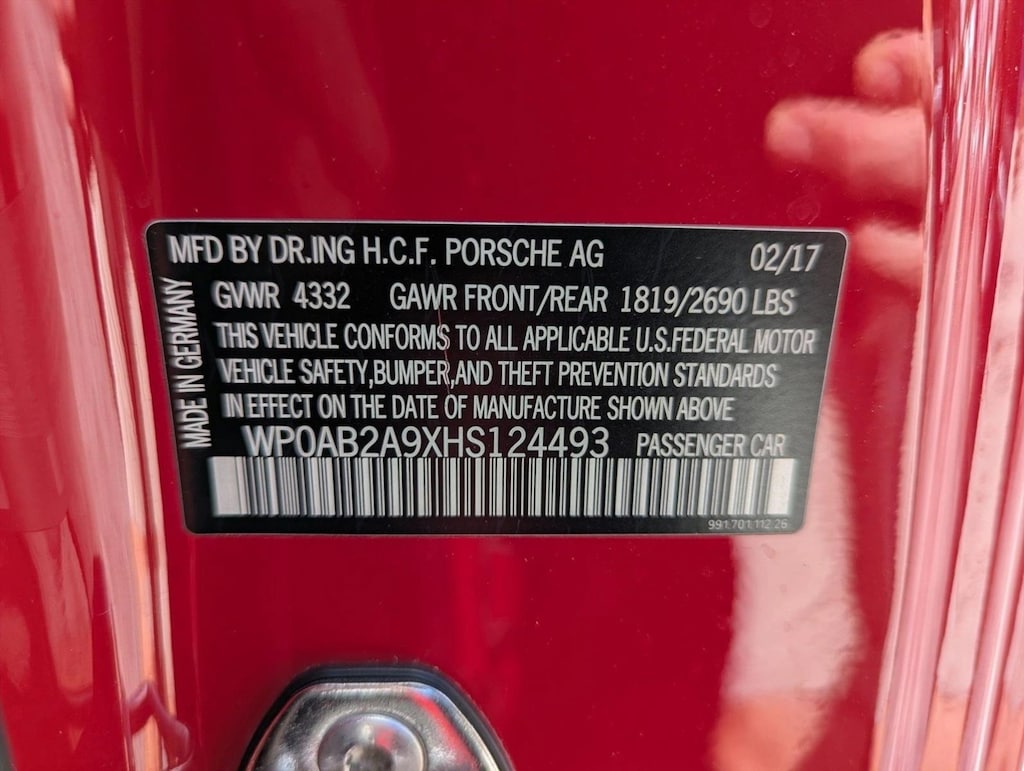 MFD BY DR.ING H.C.F. PORSCHE AG 02/17
GVWR 4332 GAWR FRONT/REAR 1819/2690 LBS
THIS VEHICLE CONFORMS TO ALL APPLICABLE U.S.FEDERAL MOTOR
VEHICLE SAFETY,BUMPER,AND THEFT PREVENTION STANDARDS
IN EFFECT ON THE DATE OF MANUFACTURE SHOWN ABOVE
WP0AB2A9XHS124493 PASSENGER CAR
MADE IN GERMANY
991.701.112.26